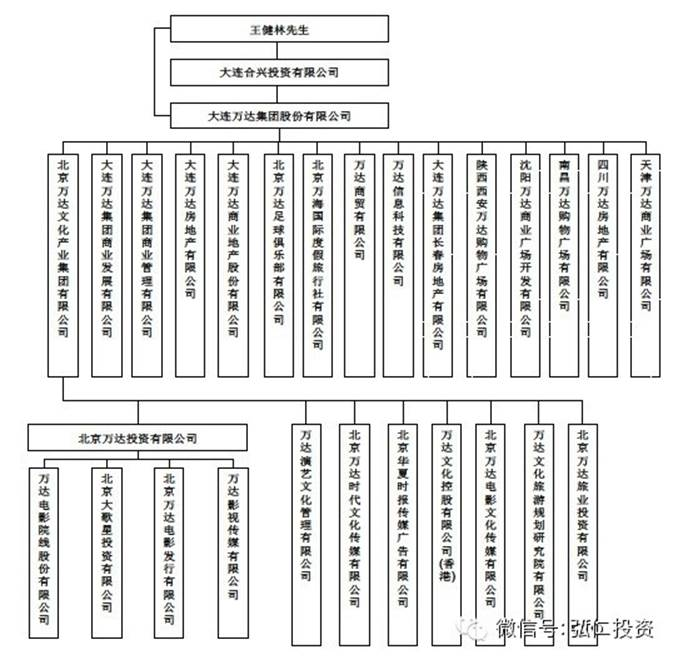 王健林先生
大连合兴投资有限公司
大连万达集团股份有限公司
北京万达文化产业集团有限公司
大连万达集团商业发展有限公司
大连万达集团商业管理有限公司
大连万达房地产有限公司
大连万达商业地产股份有限公司
北京万达足球俱乐部有限公司
北京万海国际度假旅行社有限公司
万达商贸有限公司
万达信息科技有限公司
大连万达集团长春房地产有限公司
陕西西安万达购物广场有限公司
沈阳万达商业广场开发有限公司
南昌万达购物广场有限公司
四川万达房地产有限公司
天津万达商业广场有限公司
北京万达投资有限公司
万达演艺文化管理有限公司
北京万达时代文化传媒有限公司
北京华夏时报传媒广告有限公司
万达文化控股有限公司(香港)
北京万达电影文化传媒有限公司
万达文化旅游规划研究院有限公司
北京万达旅业投资有限公司
万达电影院线股份有限公司
北京大歌星投资有限公司
北京万达电影发行有限公司
万达影视传媒有限公司
微信号: 弘仁投资